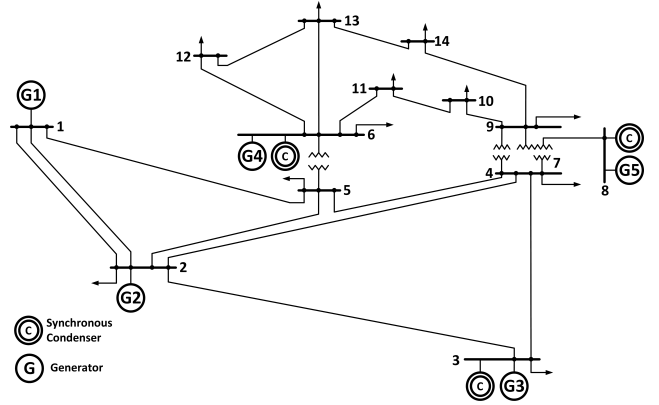 13
12
14
G1
11
10
1
9
C
6
G4
C
7
4
G5
5
8
2
G2
C
Synchronous
Condenser
G
Generator
3
C
G3